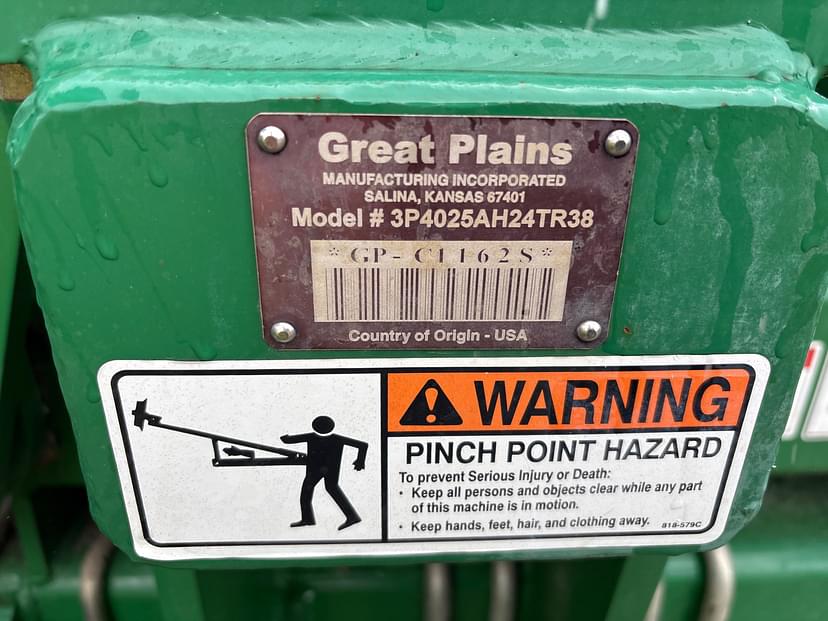 Great Plains
MANUFACTURING INCORPORATED
SALINA, KANSAS 67401
Model # 3P4025AH24TR38
*GP-C1162S*
Country of Origin - USA
WARNING
PINCH POINT HAZARD
To prevent Serious Injury or Death:
• Keep all persons and objects clear while any part
of this machine is in motion.
• Keep hands, feet, hair, and clothing away.
818-579C